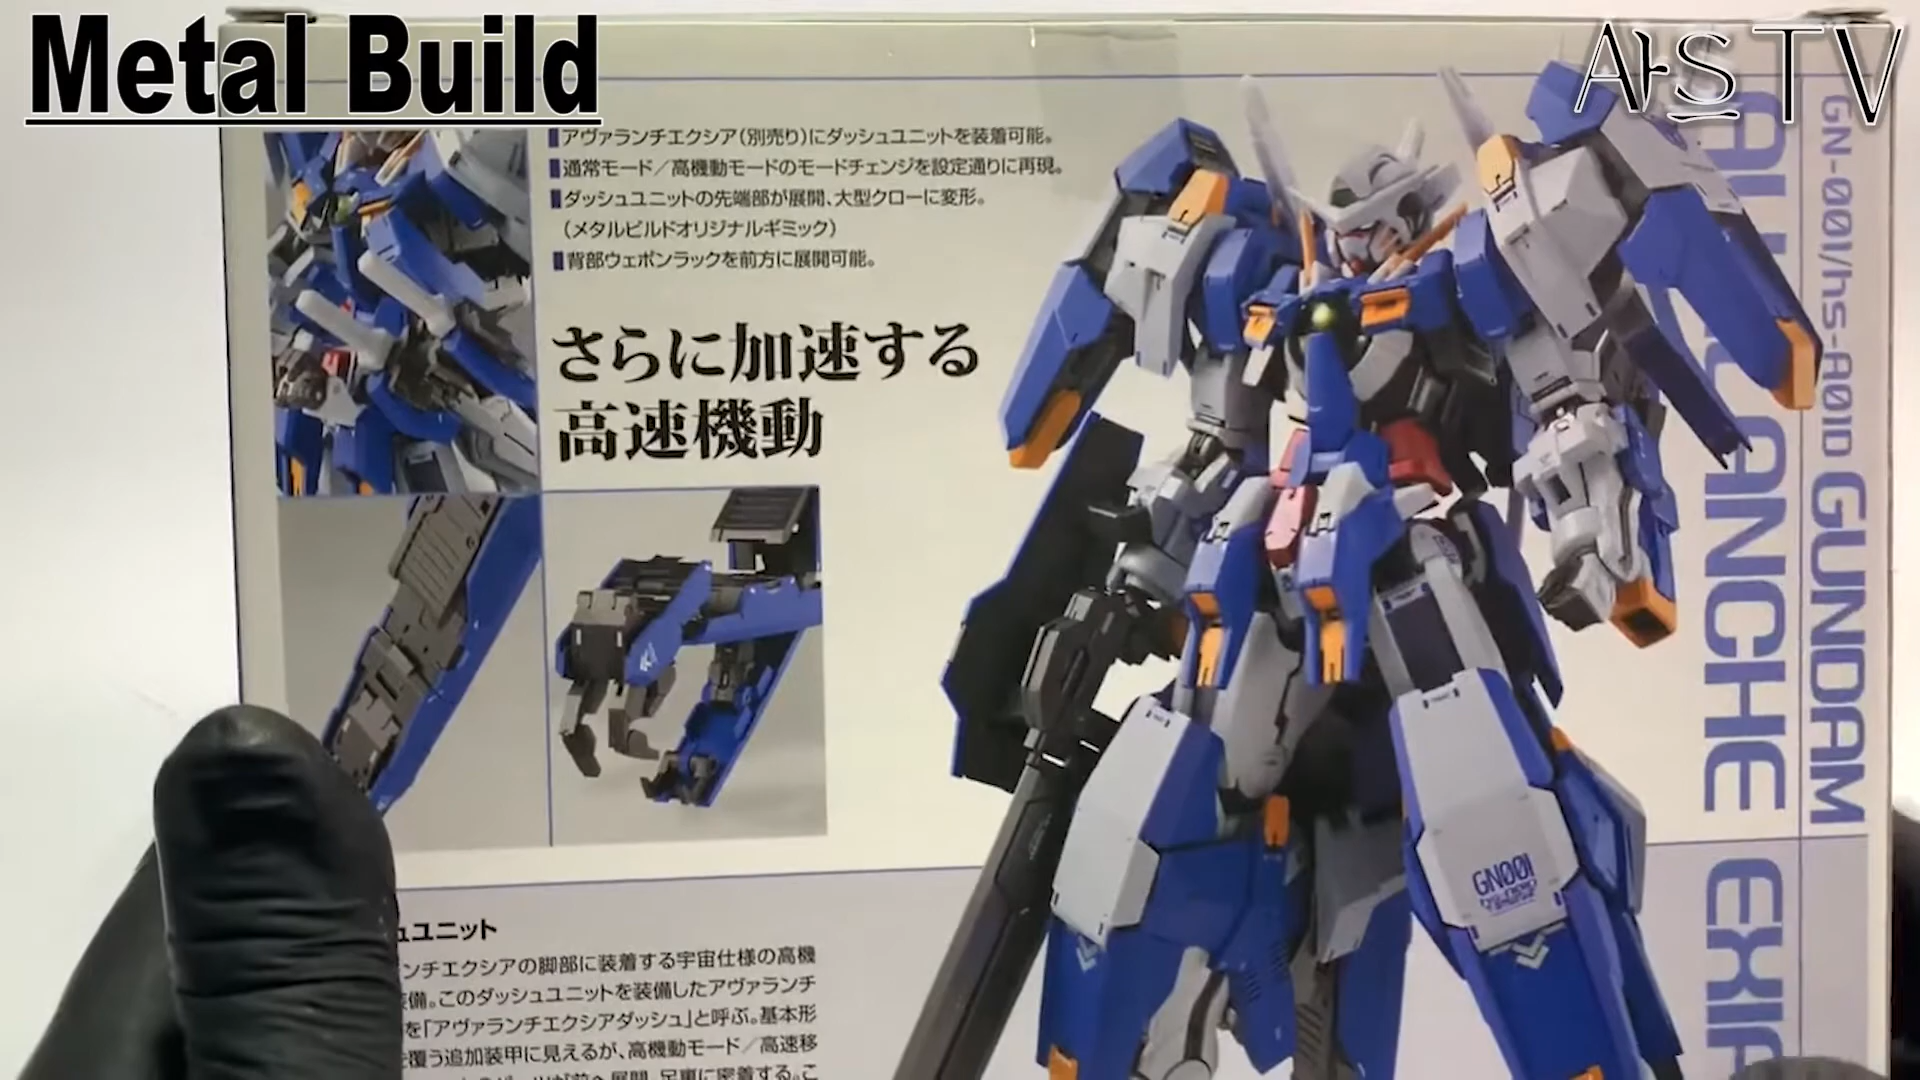 Metal Build
샤으TV
■アヴァランチエクシア(別売り)にダッシュユニットを装着可能。
■通常モード/高機動モードのモードチェンジを設定通りに再現。
■ダッシュユニットの先端部が展開、大型クローに変形。
(メタルビルドオリジナルギミック)
■背部ウェポンラックを前方に展開可能。
さらに加速する
高速機動
ユニット
ンチエクシアの脚部に装着する宇宙仕様の高機
備。このダッシュユニットを装備したアヴァランチ
を「アヴァランチエクシアダッシュ」と呼ぶ。基本形
覆う追加装甲に見えるが、高機動モード/高速移
GN-001/hs-A01D GUNDAM
EXIA
GN001